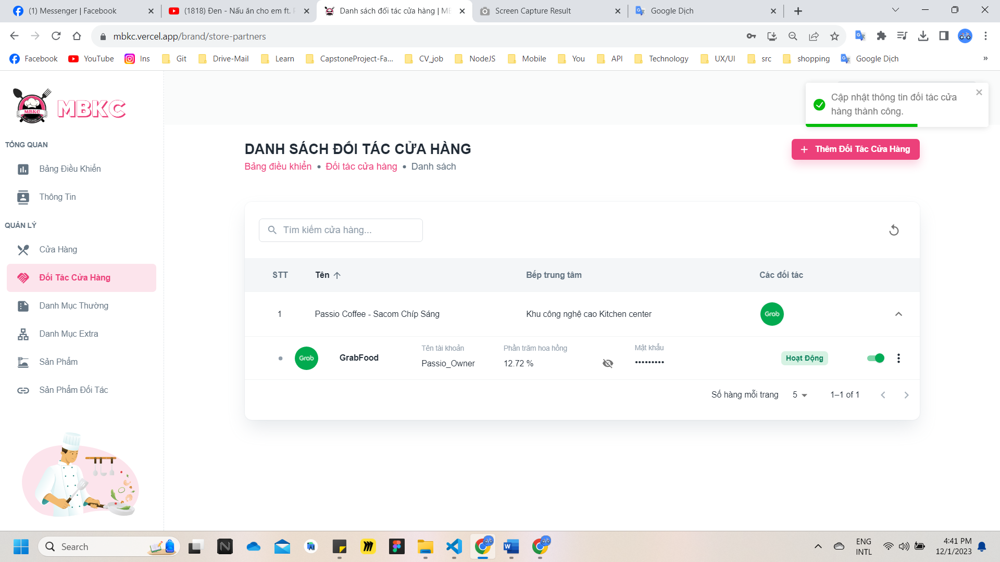 (1) Messenger | Facebook
(1818) Đen - Nấu ăn cho em ft.
Danh sách đối tác cửa hàng | MB
Screen Capture Result
Google Dịch
mbkc.vercel.app/brand/store-partners
Facebook
YouTube
Ins
Git
Drive-Mail
Learn
CapstoneProject-Fa...
CV_job
NodeJS
Mobile
You
API
Technology
UX/UI
src
shopping
Google Dịch
»
MBKC
MBKC
Cập nhật thông tin đối tác cửa
hàng thành công.
TỔNG QUAN
Bảng Điều Khiển
Thông Tin
QUẢN LÝ
Cửa Hàng
Đối Tác Cửa Hàng
Danh Mục Thường
Danh Mục Extra
Sản Phẩm
Sản Phẩm Đối Tác
DANH SÁCH ĐỐI TÁC CỬA HÀNG
Bảng điều khiển • Đối tác cửa hàng • Danh sách
+ Thêm Đối Tác Cửa Hàng
Tìm kiếm cửa hàng...
STT Tên Bếp trung tâm Các đối tác
1 Passio Coffee - Sacom Chíp Sáng Khu công nghệ cao Kitchen center Grab
Grab GrabFood
Tên tài khoản
Passio_Owner
Phần trăm hoa hồng
12.72 %
Mật khẩu
•••••••••
Hoạt Động
Số hàng mỗi trang 5 1–1 of 1
Search
ENG
INTL
4:41 PM
12/1/2023